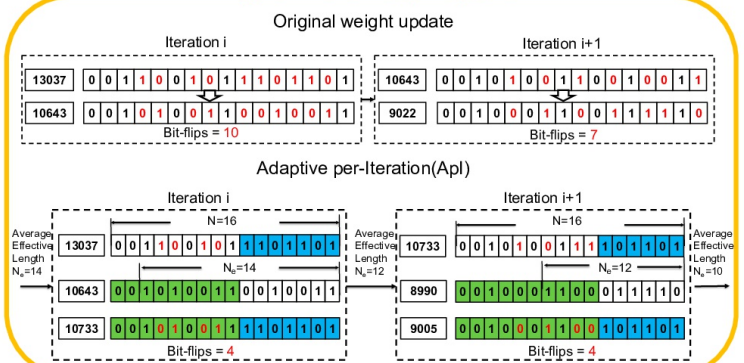 Original weight update
Iteration i
13037 0 0 1 1 0 0 1 0 1 1 1 0 1 1 0 1
10643 0 0 1 0 1 0 0 1 1 0 0 1 0 0 1 1
Bit-flips = 10
Iteration i+1
10643 0 0 1 0 1 0 0 1 1 0 0 1 0 0 1 1
9022 0 0 1 0 0 0 1 1 0 0 1 1 1 1 1 0
Bit-flips = 7
Adaptive per-Iteration(ApI)
Average
Effective
Length
Nₑ=14
Iteration i
N=16
13037 0 0 1 1 0 0 1 0 1 1 1 0 1 1 0 1
Nₑ=14
10643 0 0 1 0 1 0 0 1 1 0 0 1 0 0 1 1
10733 0 0 1 0 1 0 0 1 1 1 1 0 1 1 0 1
Bit-flips = 4
Average
Effective
Length
Nₑ=12
Iteration i+1
N=16
10733 0 0 1 0 1 0 0 1 1 1 1 0 1 1 0 1
Nₑ=12
8990 0 0 1 0 0 0 1 1 0 0 0 1 1 1 1 0
9005 0 0 1 0 0 0 1 1 0 0 1 0 1 1 0 1
Bit-flips = 4
Average
Effective
Length
Nₑ=10